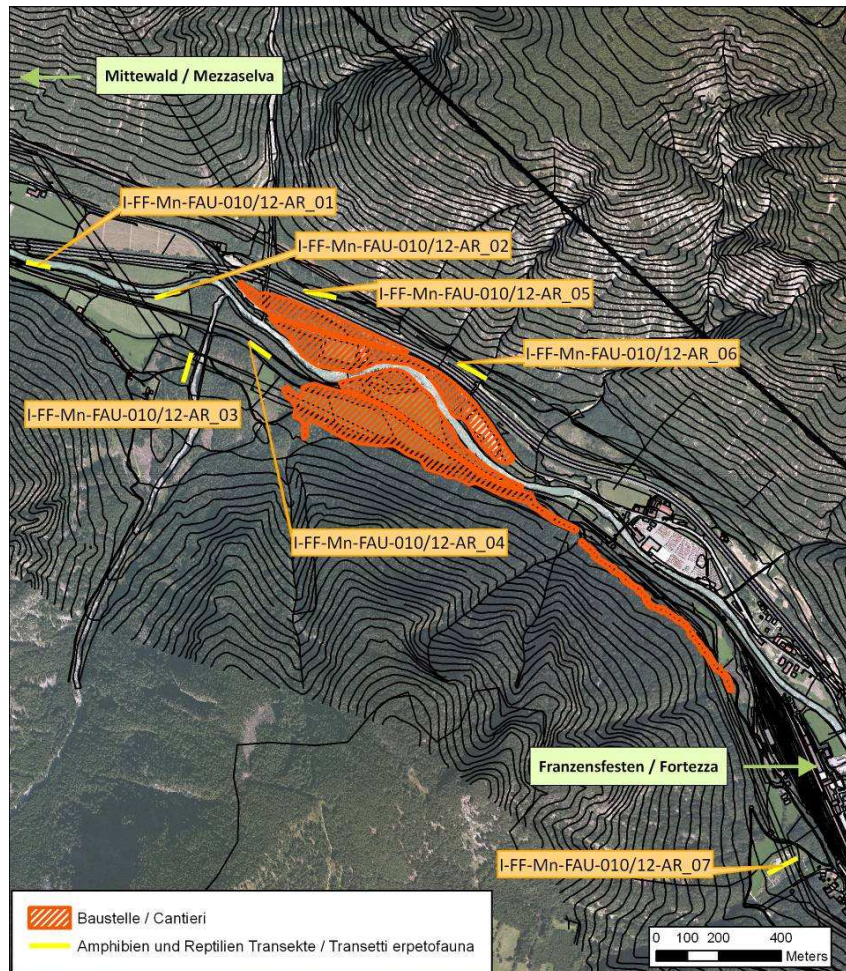 Mittewald / Mezzaselva
I-FF-Mn-FAU-010/12-AR_01
I-FF-Mn-FAU-010/12-AR_02
I-FF-Mn-FAU-010/12-AR_05
I-FF-Mn-FAU-010/12-AR_06
I-FF-Mn-FAU-010/12-AR_03
I-FF-Mn-FAU-010/12-AR_04
Franzensfesten / Fortezza
I-FF-Mn-FAU-010/12-AR_07
Baustelle / Cantieri
Amphibien und Reptilien Transekte / Transetti erpetofauna
0 100 200 400
Meters